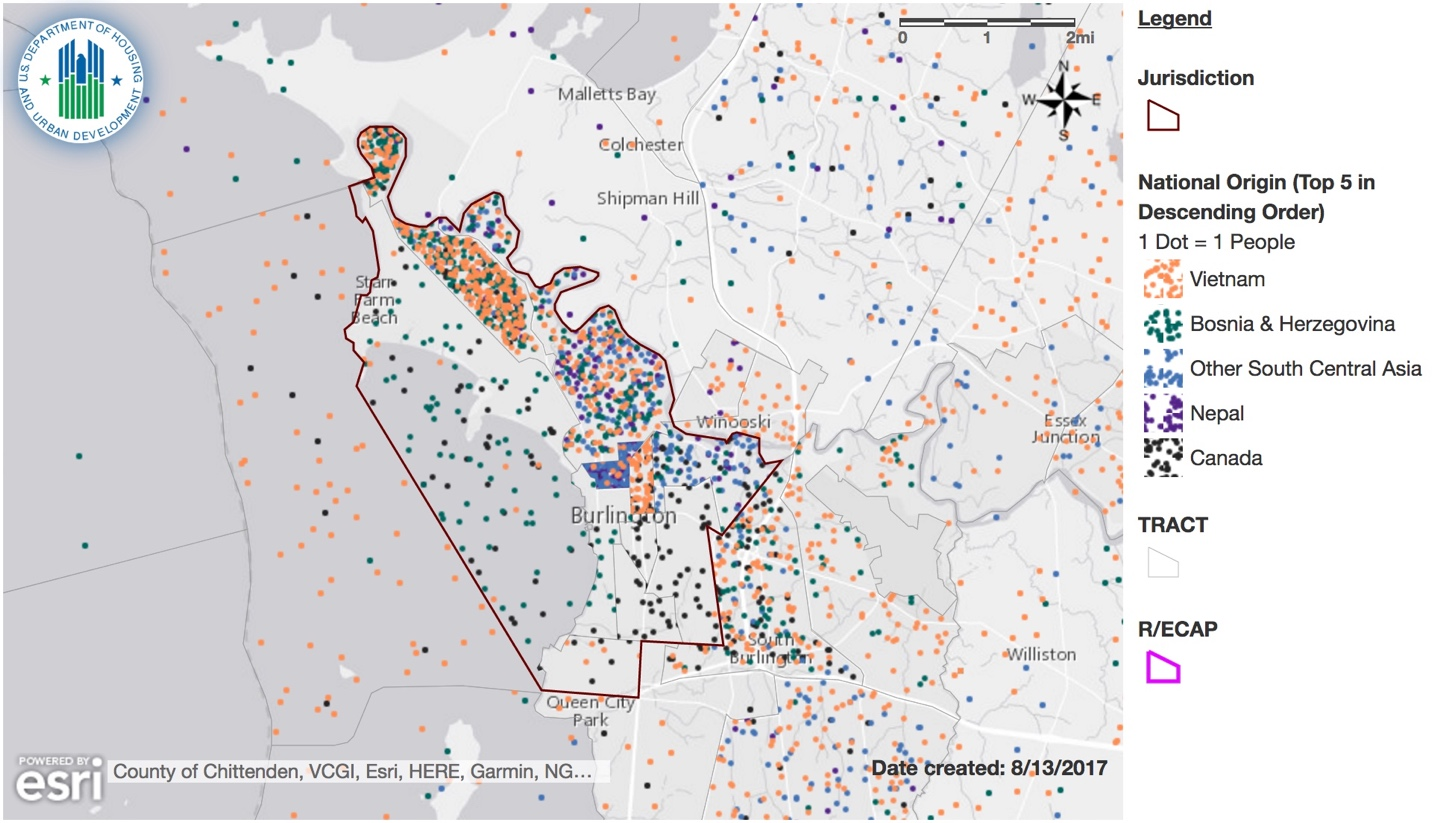 U.S. DEPARTMENT OF HOUSING
AND URBAN DEVELOPMENT
0 1 2mi
N
W E
S
Malletts Bay
Colchester
Shipman Hill
Starr
Farm
Beach
Winooski
Essex
Junction
Burlington
South
Burlington
Williston
Queen City
Park
POWERED BY
esri
County of Chittenden, VCGI, Esri, HERE, Garmin, NG...
Date created: 8/13/2017
Legend
Jurisdiction
National Origin (Top 5 in
Descending Order)
1 Dot = 1 People
Vietnam
Bosnia & Herzegovina
Other South Central Asia
Nepal
Canada
TRACT
R/ECAP